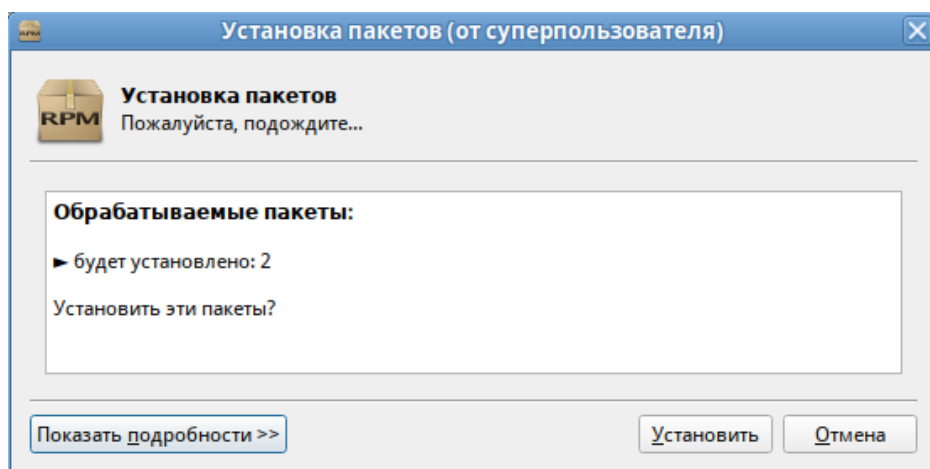 Установка пакетов (от суперпользователя)
RPM
Установка пакетов
Пожалуйста, подождите...
Обрабатываемые пакеты:
► будет установлено: 2
Установить эти пакеты?
Показать подробности >>
Установить
Отмена